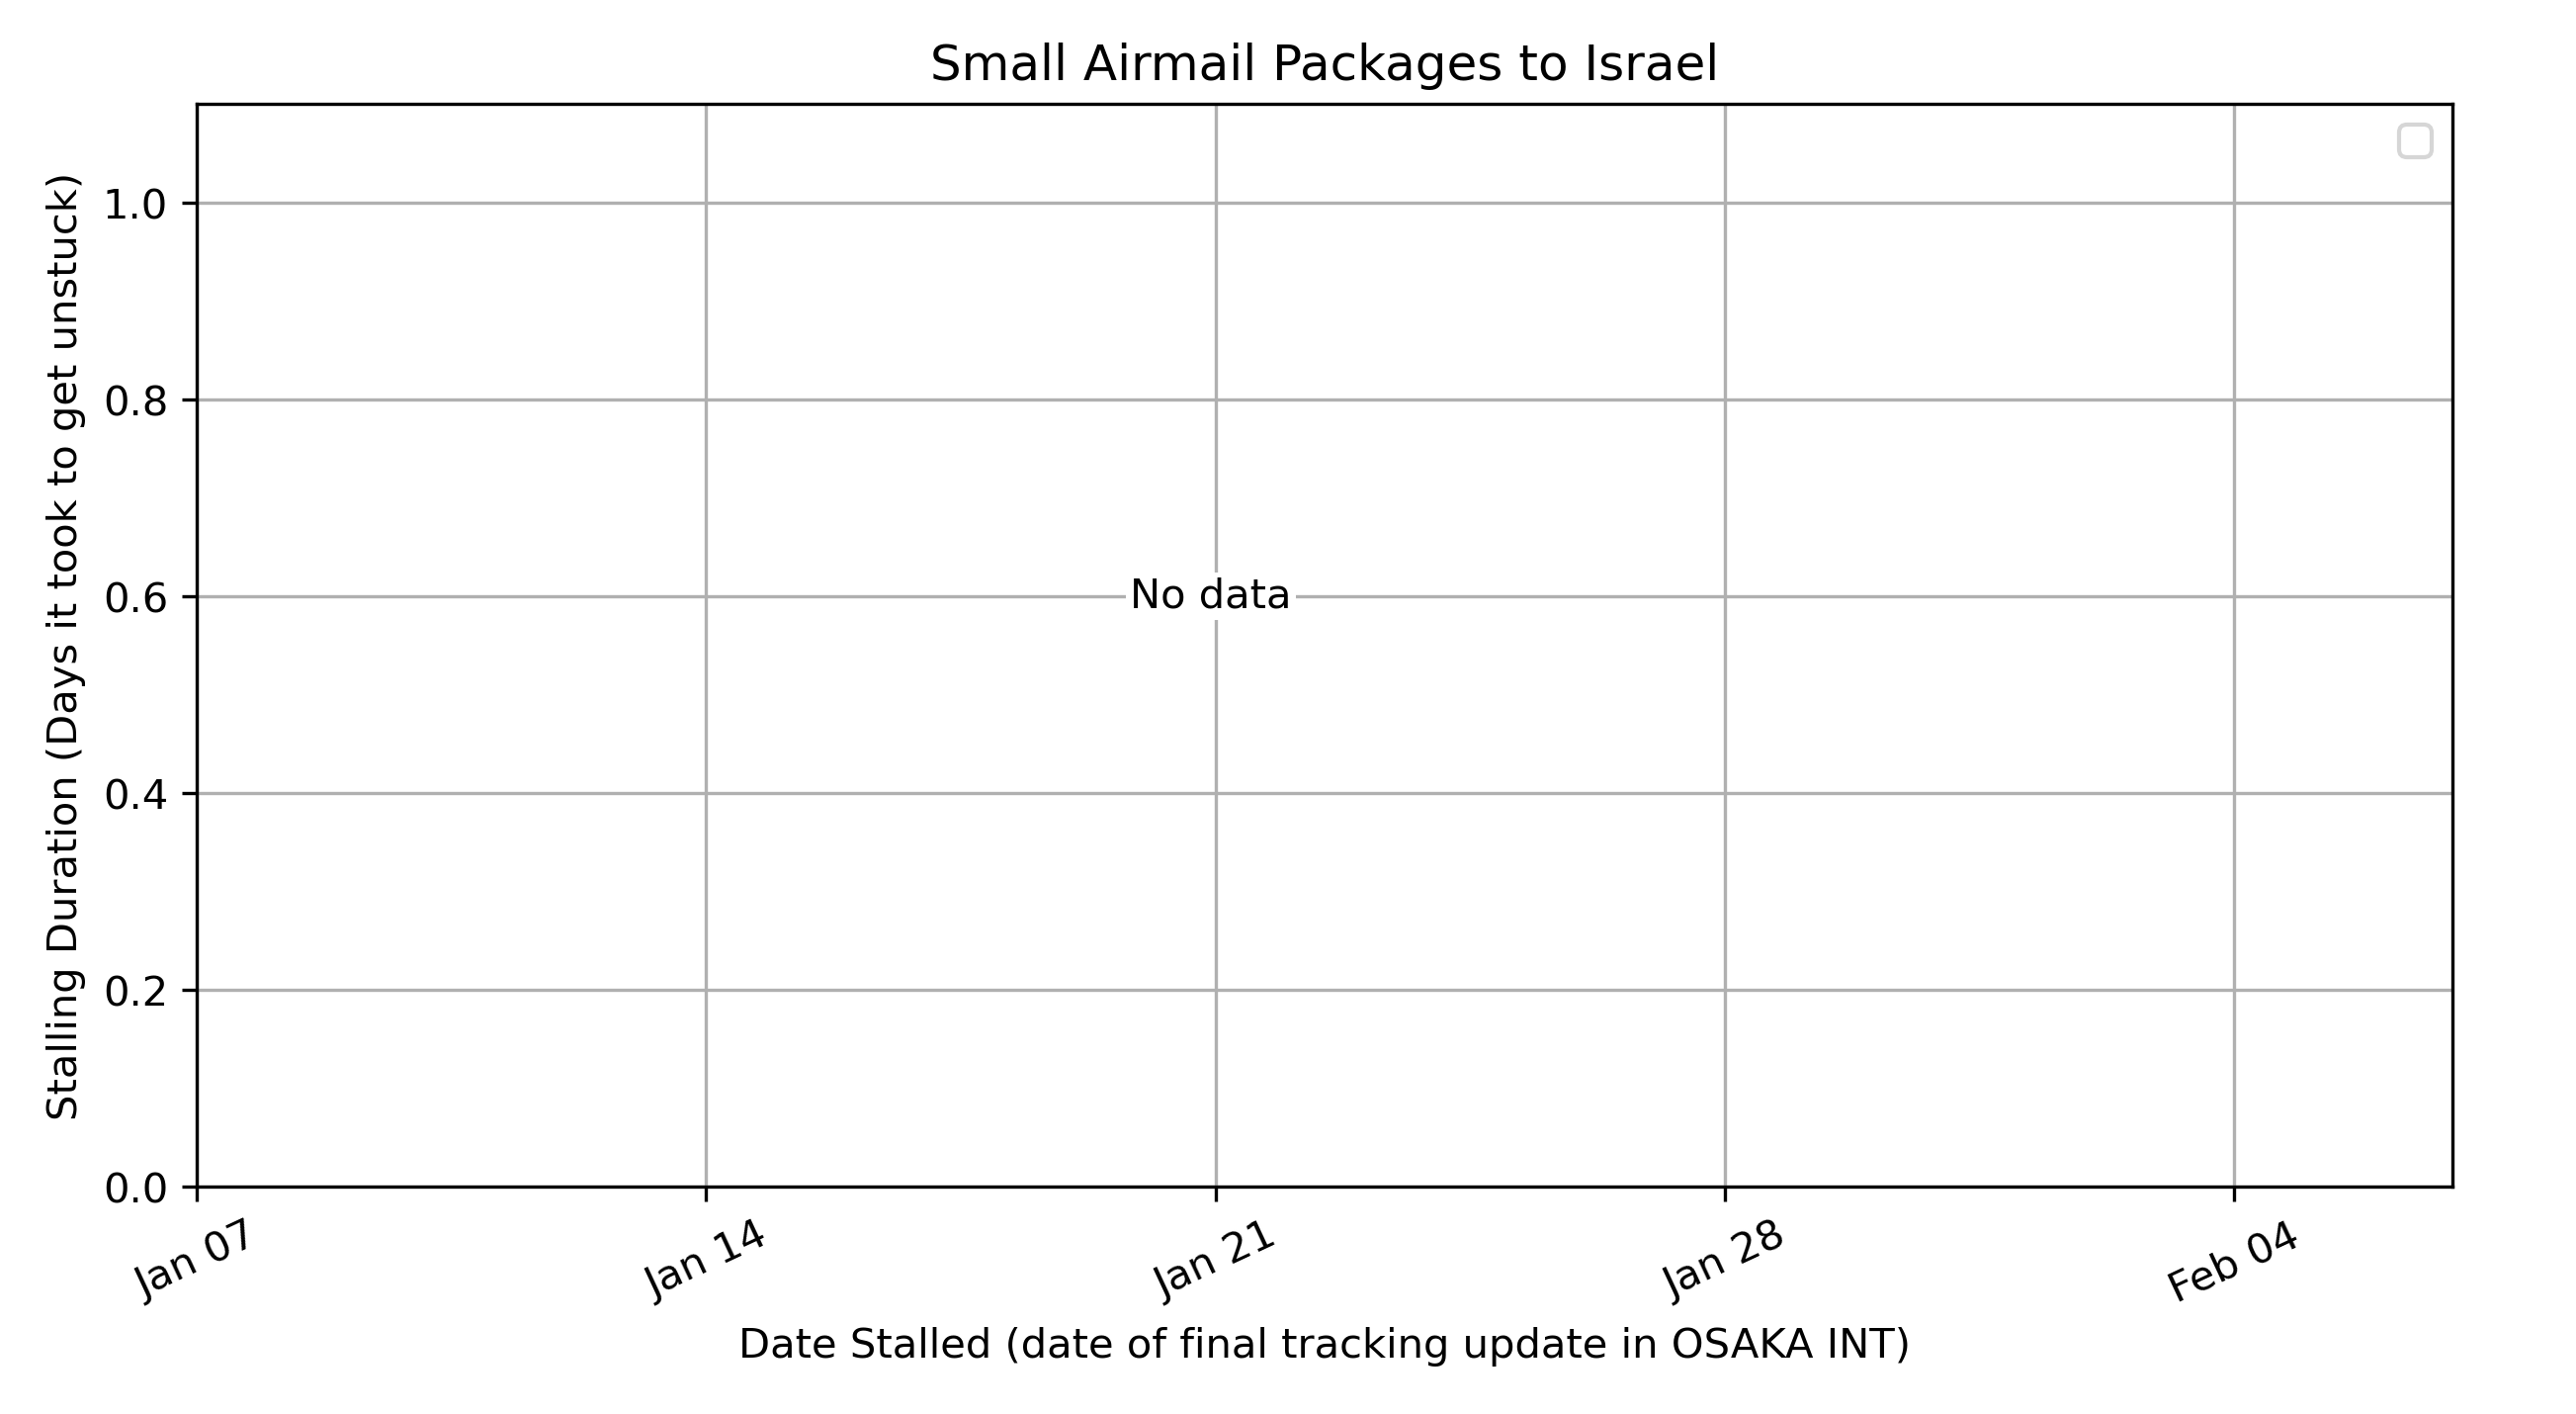 Small Airmail Packages to Israel
Stalling Duration (Days it took to get unstuck)
1.0
0.8
0.6
0.4
0.2
0.0
No data
Jan 07
Jan 14
Jan 21
Jan 28
Feb 04
Date Stalled (date of final tracking update in OSAKA INT)